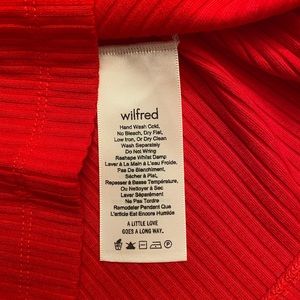 wilfred
Hand Wash Cold,
No Bleach, Dry Flat,
Low Iron, Or Dry Clean
Wash Separately
Do Not Wring
Reshape Whilst Damp
Laver À La Main À L'eau Froide,
Pas De Blanchiment,
Sécher À Plat,
Repasser À Basse Température,
Ou Nettoyer À Sec
Laver Séparément
Ne Pas Tordre
Remodeler Pendant Que
L'article Est Encore Humide
A LITTLE LOVE
GOES A LONG WAY.